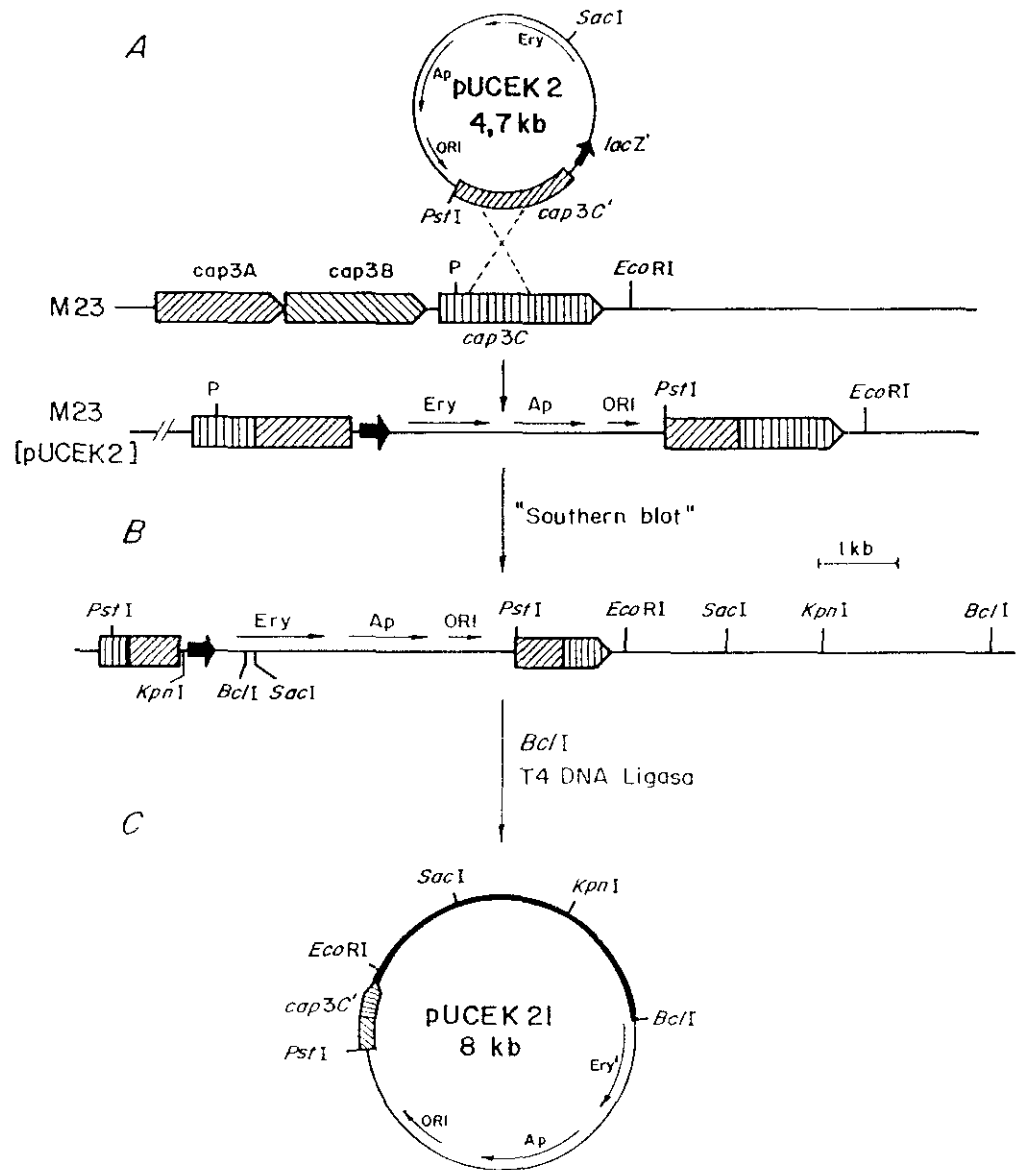 A
SacI
Ery
Ap
pUCEK 2
4,7 kb
ORI
lacZ'
PstI
cap3C'
cap3A
cap3B
P
EcoRI
M23
cap3C
M23
[pUCEK2]
P
Ery
Ap
ORI
PstI
EcoRI
"Southern blot"
B
1 kb
PstI
Ery
Ap
ORI
PstI
EcoRI
SacI
KpnI
BclI
KpnI
BclI
SacI
BclI
T4 DNA Ligasa
C
SacI
KpnI
EcoRI
cap3C'
pUCEK 21
8 kb
BclI
PstI
Ery'
ORI
Ap